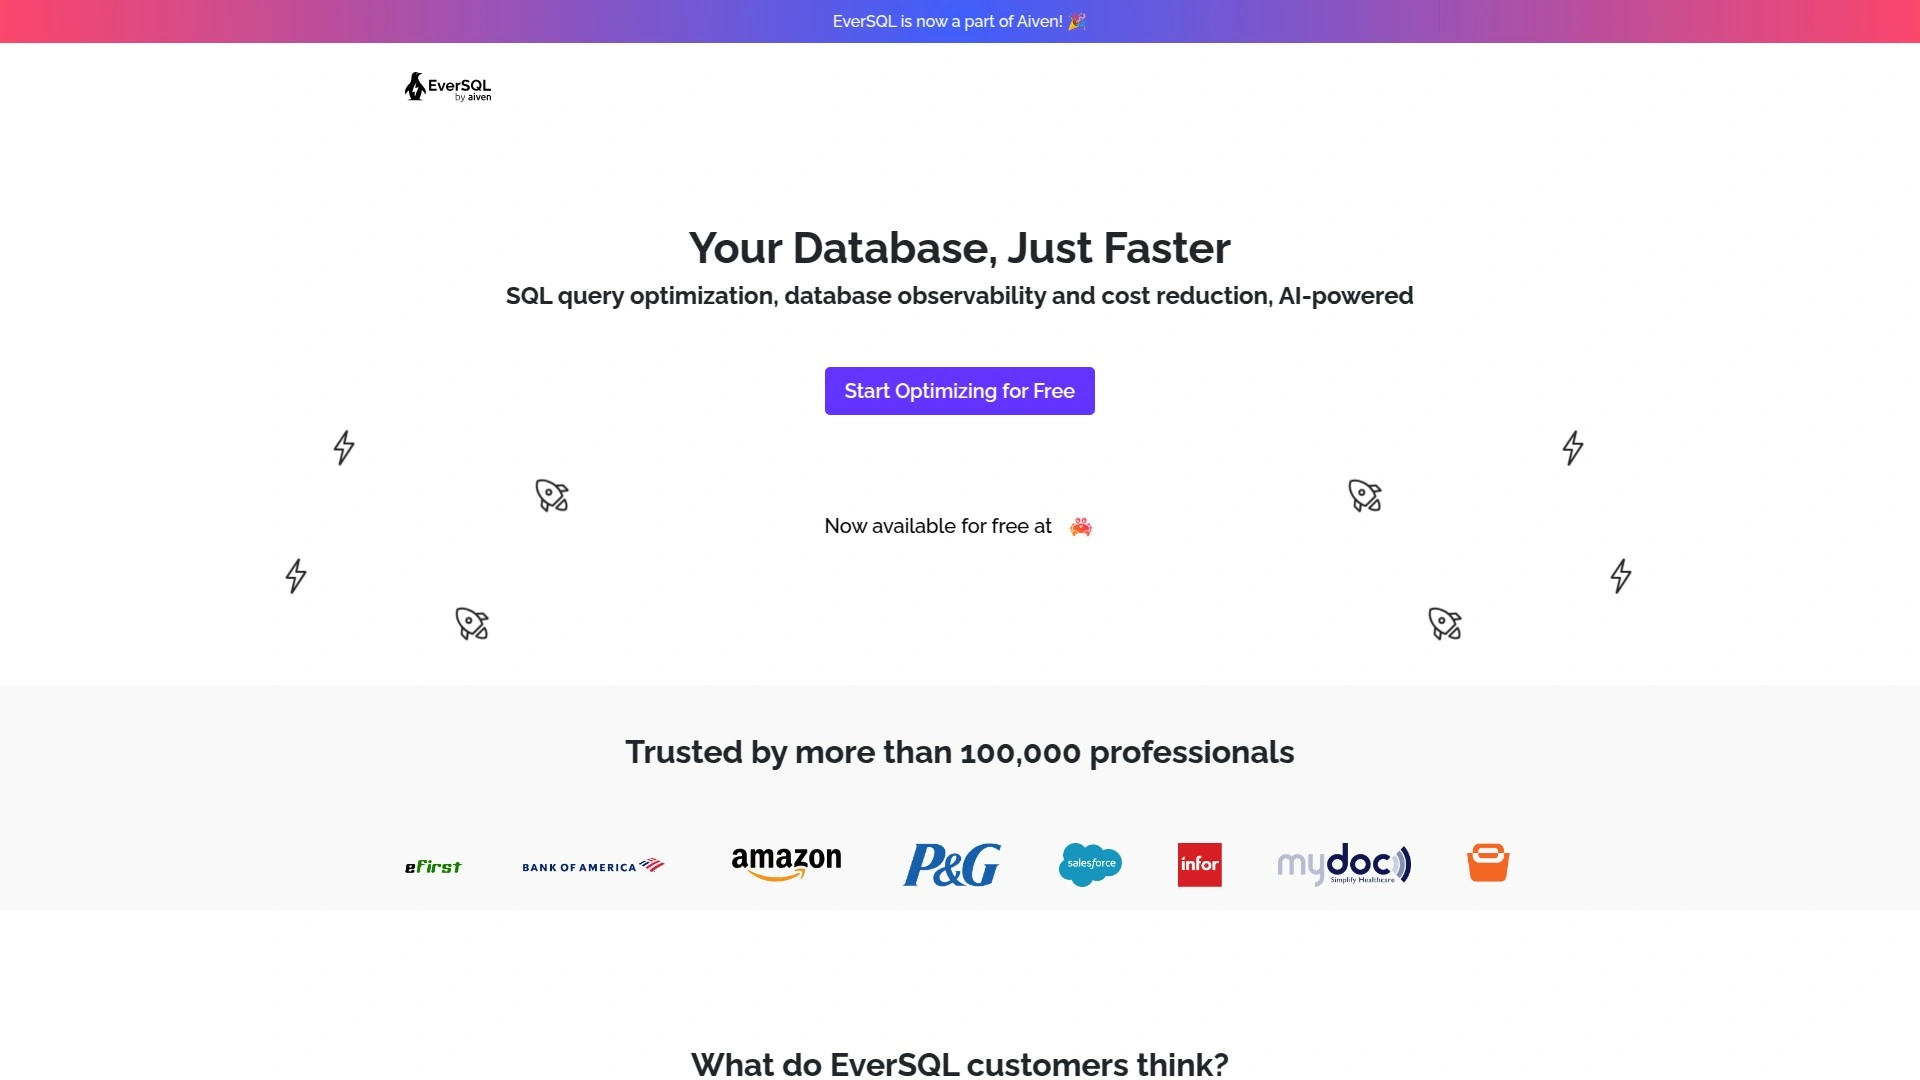 EverSQL is now a part of Aiven! 🎉
EverSQL
by aiven
Your Database, Just Faster
SQL query optimization, database observability and cost reduction, AI-powered
Start Optimizing for Free
Now available for free at
Trusted by more than 100,000 professionals
eFirst
BANK OF AMERICA
amazon
P&G
salesforce
infor
mydoc
Simplify Healthcare
What do EverSQL customers think?